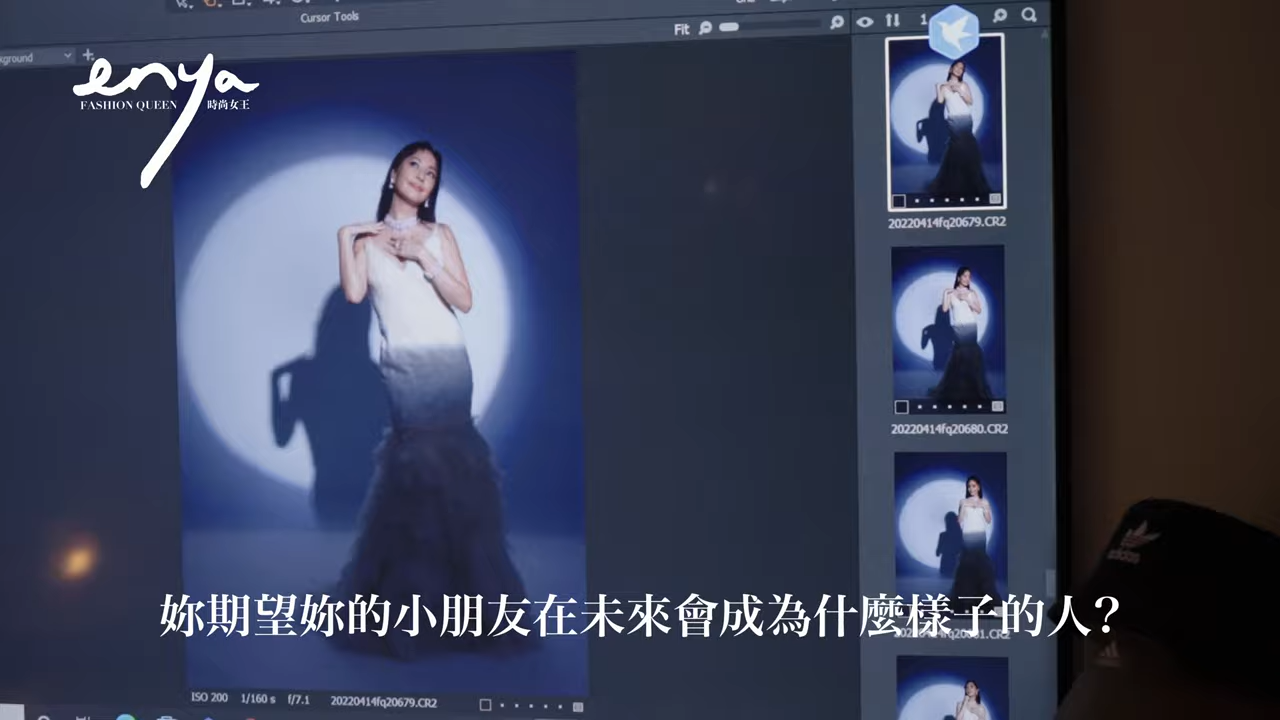 Cursor Tools
Fit
kground
enya
FASHION QUEEN 時尚女王
20220414fq20679.CR2
20220414fq20680.CR2
adidas
妳期望妳的小朋友在未來會成為什麼樣子的人?
ISO 200 1/160 s f/7.1 20220414fq20679.CR2